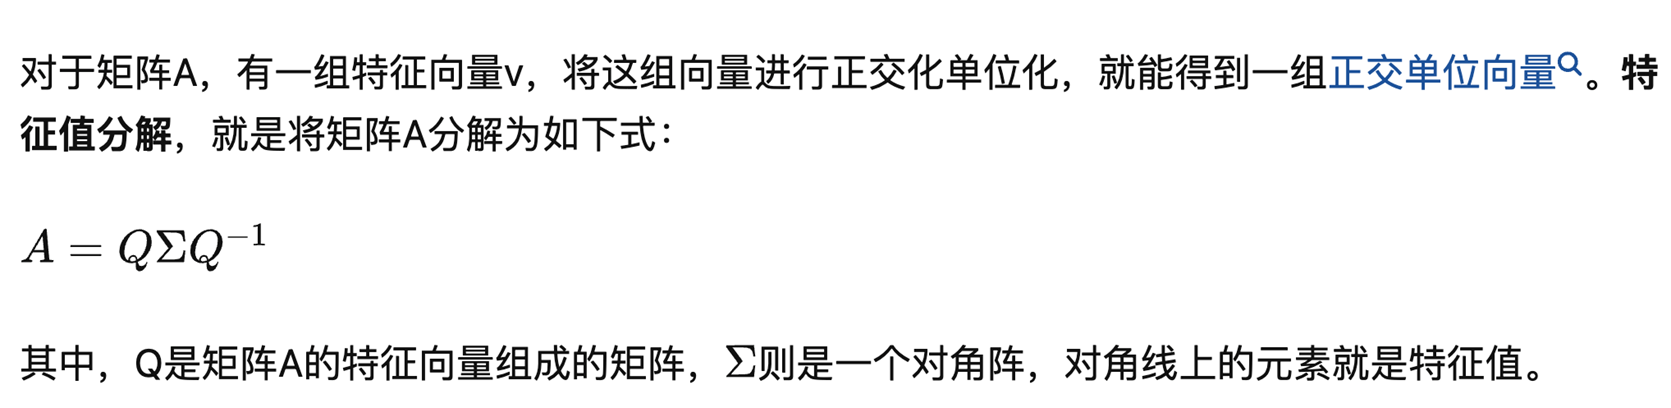 对于矩阵A，有一组特征向量v，将这组向量进行正交化单位化，就能得到一组正交单位向量。特
征值分解，就是将矩阵A分解为如下式：
A = QΣQ⁻¹
其中，Q是矩阵A的特征向量组成的矩阵，Σ则是一个对角阵，对角线上的元素就是特征值。